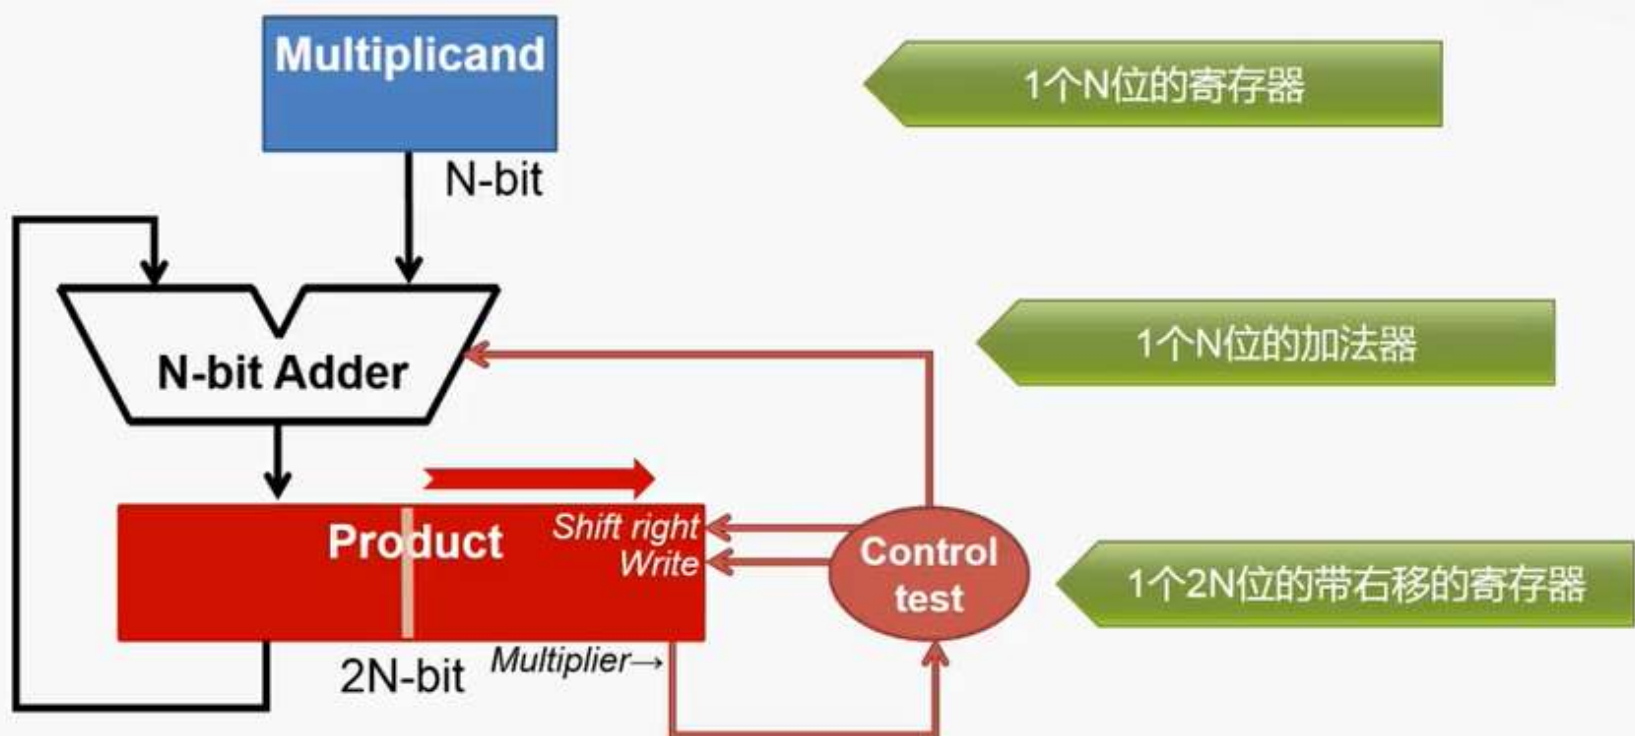 Multiplicand
1个N位的寄存器
N-bit
1个N位的加法器
N-bit Adder
Product
Shift right
Write
Control
test
1个2N位的带右移的寄存器
2N-bit
Multiplier→